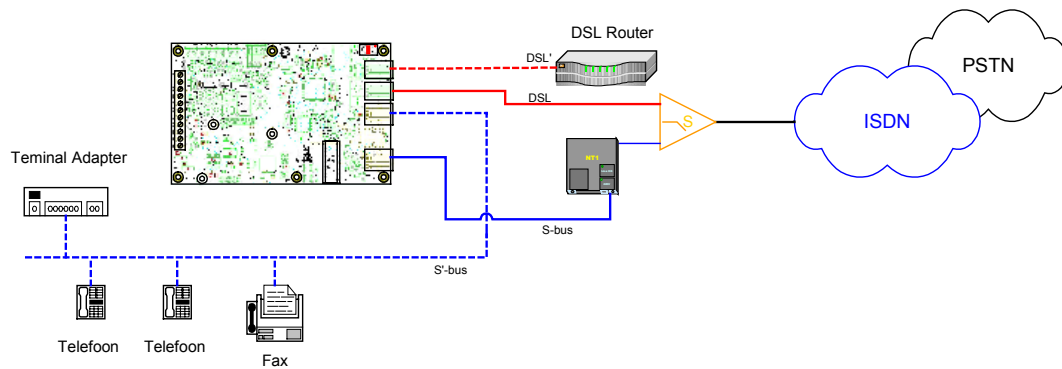 DSL Router
DSL'
PSTN
DSL
S
ISDN
NT1
Teminal Adapter
S-bus
S'-bus
Telefoon
Telefoon
Fax